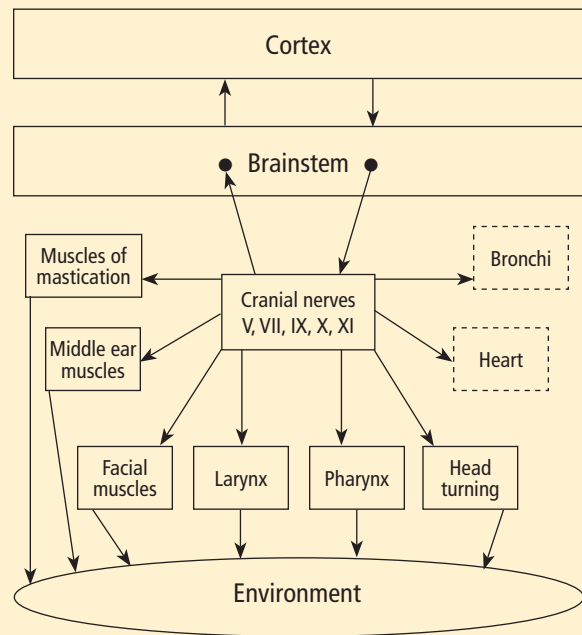 Cortex
Brainstem
Muscles of
mastication
Bronchi
Cranial nerves
V, VII, IX, X, XI
Middle ear
muscles
Heart
Facial
muscles
Larynx
Pharynx
Head
turning
Environment